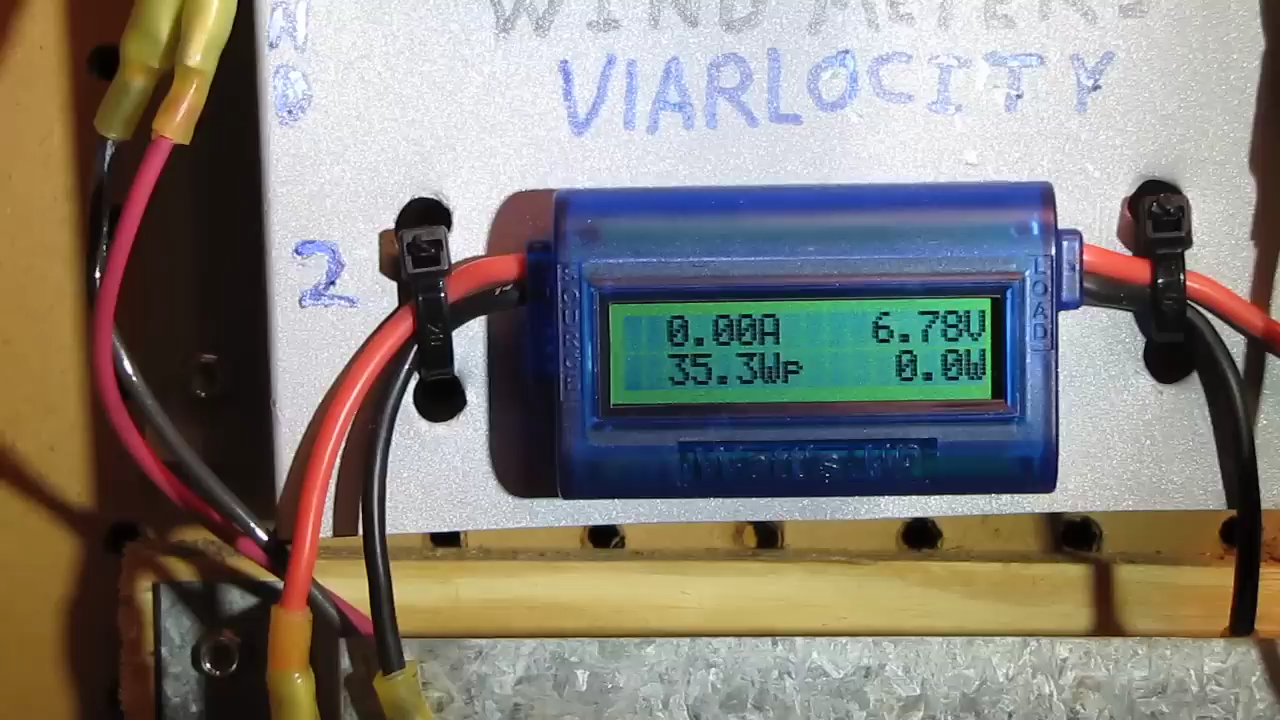 WIND METER
VIARLOCITY
2
SOURCE
LOAD
0.00A 6.78V
35.3Wp 0.0W